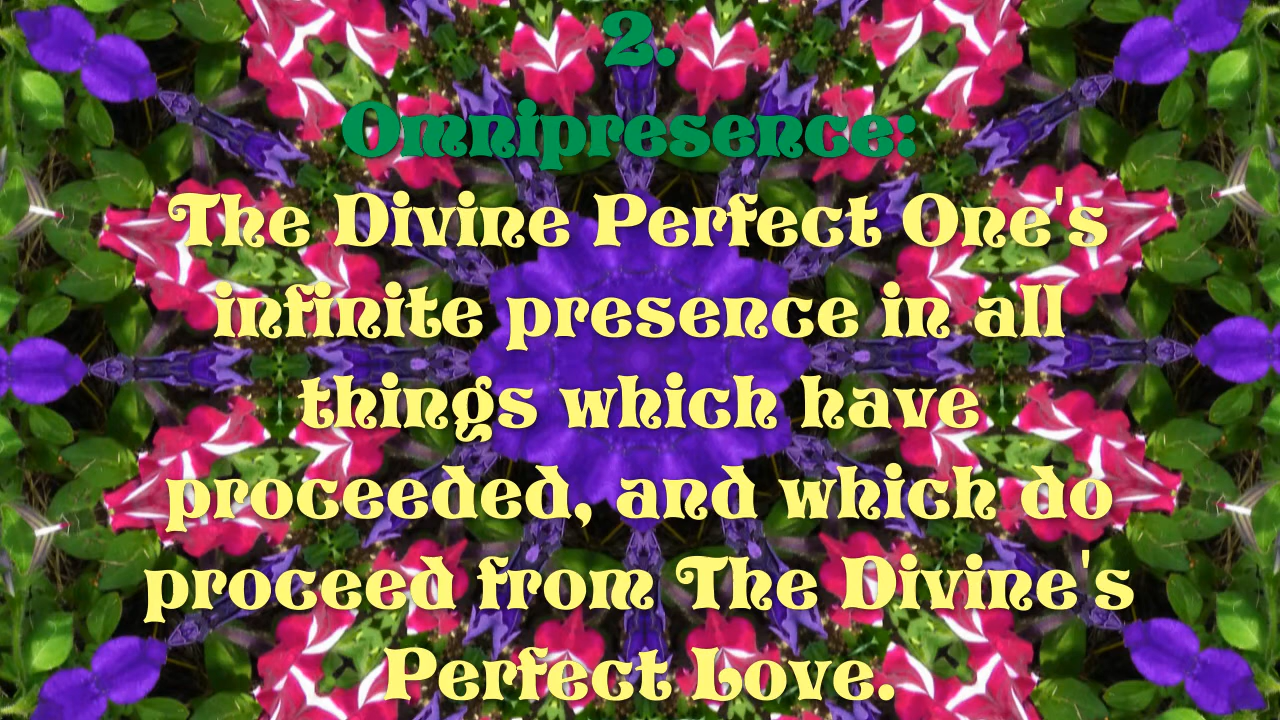 2.
Omnipresence:
The Divine Perfect One's
infinite presence in all
things which have
proceeded, and which do
proceed from The Divine's
Perfect Love.